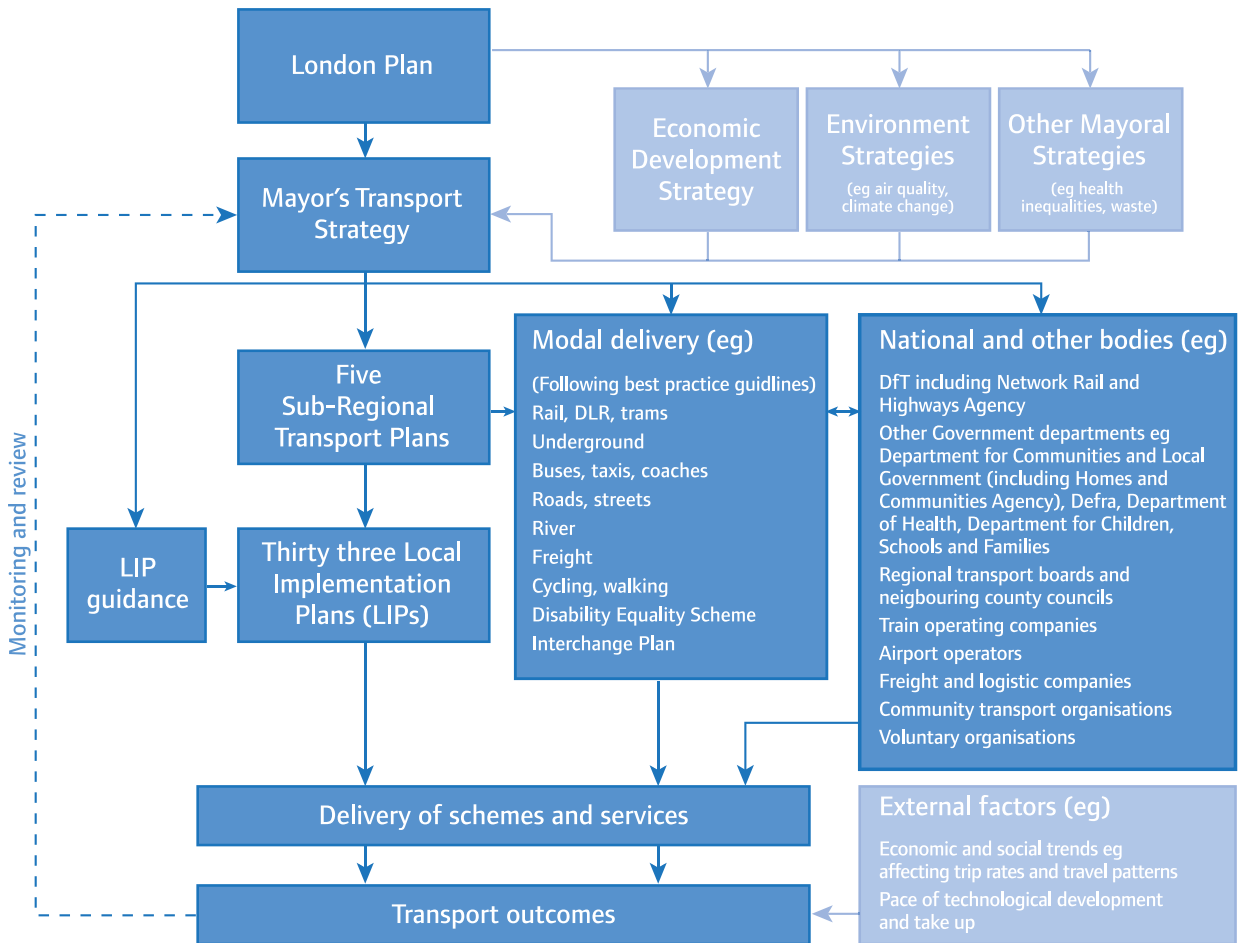 London Plan
Economic
Development
Strategy
Environment
Strategies
(eg air quality,
climate change)
Other Mayoral
Strategies
(eg health
inequalities, waste)
Mayor's Transport
Strategy
Monitoring and review
Five
Sub-Regional
Transport Plans
LIP
guidance
Thirty three Local
Implementation
Plans (LIPs)
Modal delivery (eg)
(Following best practice guidlines)
Rail, DLR, trams
Underground
Buses, taxis, coaches
Roads, streets
River
Freight
Cycling, walking
Disability Equality Scheme
Interchange Plan
National and other bodies (eg)
DfT including Network Rail and
Highways Agency
Other Government departments eg
Department for Communities and Local
Government (including Homes and
Communities Agency), Defra, Department
of Health, Department for Children,
Schools and Families
Regional transport boards and
neigbouring county councils
Train operating companies
Airport operators
Freight and logistic companies
Community transport organisations
Voluntary organisations
Delivery of schemes and services
External factors (eg)
Economic and social trends eg
affecting trip rates and travel patterns
Pace of technological development
and take up
Transport outcomes